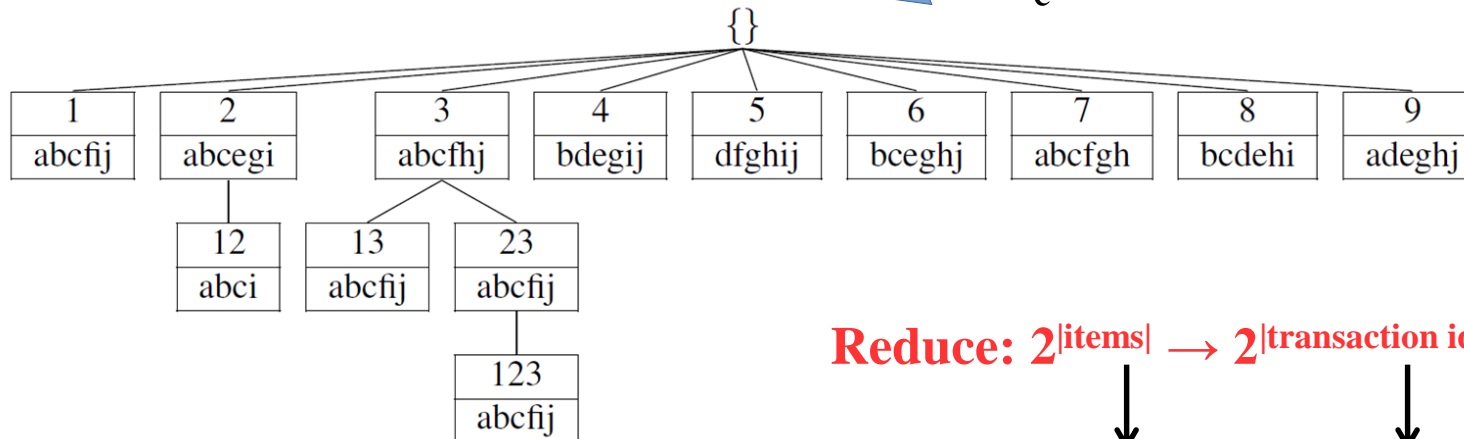 {}
1 2 3 4 5 6 7 8 9
abcfij abcegi abcfhj bdegij dfghij bceghj abcfgh bcdehi adeghj
12 13 23
abci abcfij abcfij
Reduce: 2|items| → 2|transaction
123
abcfij